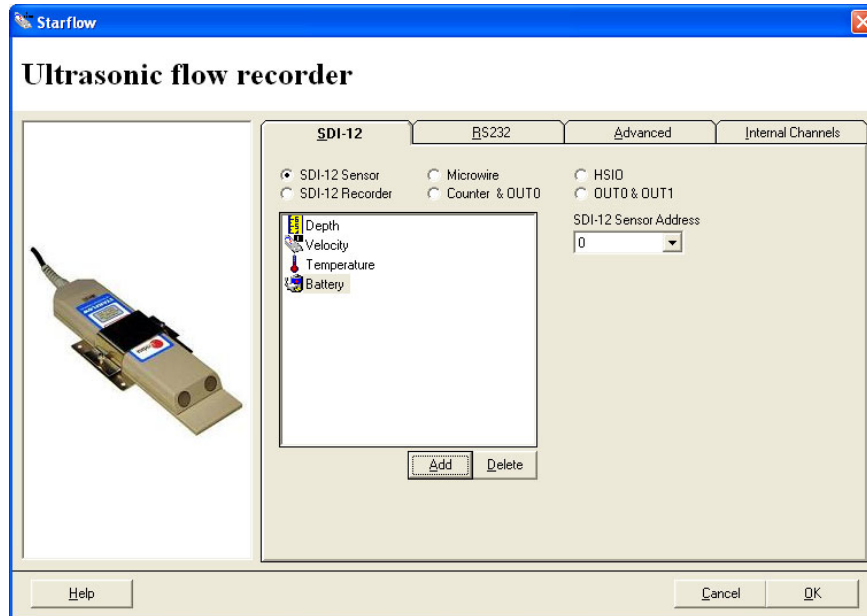 Starflow
Ultrasonic flow recorder
SDI-12 RS232 Advanced Internal Channels
SDI-12 Sensor Microwire HSIO
SDI-12 Recorder Counter & OUT0 OUT0 & OUT1
SDI-12 Sensor Address
0
Depth
Velocity
Temperature
Battery
Add Delete
Help Cancel OK